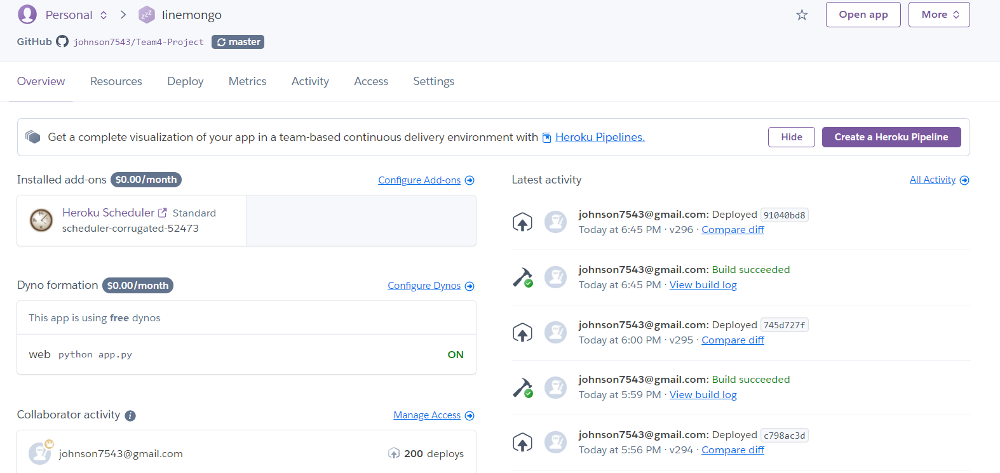 Personal > linemongo
Open app
More
GitHub johnson7543/Team4-Project master
Overview Resources Deploy Metrics Activity Access Settings
Get a complete visualization of your app in a team-based continuous delivery environment with Heroku Pipelines.
Hide
Create a Heroku Pipeline
Installed add-ons $0.00/month
Configure Add-ons
Heroku Scheduler Standard
scheduler-corrugated-52473
Dyno formation $0.00/month
Configure Dynos
This app is using free dynos
web python app.py ON
Collaborator activity
Manage Access
johnson7543@gmail.com 200 deploys
Latest activity
All Activity
johnson7543@gmail.com: Deployed 91040bd8
Today at 6:45 PM · v296 · Compare diff
johnson7543@gmail.com: Build succeeded
Today at 6:45 PM · View build log
johnson7543@gmail.com: Deployed 745d727f
Today at 6:00 PM · v295 · Compare diff
johnson7543@gmail.com: Build succeeded
Today at 5:59 PM · View build log
johnson7543@gmail.com: Deployed c798ac3d
Today at 5:56 PM · v294 · Compare diff